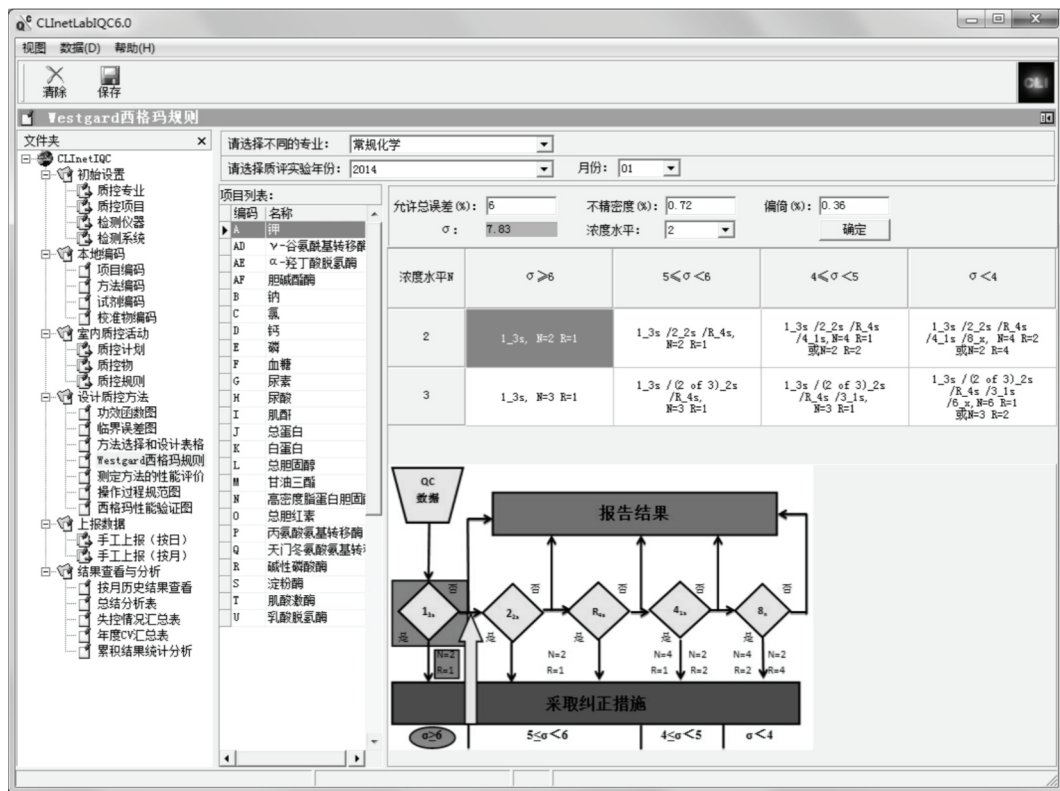 CLInetLabIQC6.0
视图 数据(D) 帮助(H)
清除 保存
CLI
Westgard西格玛规则
文件夹
CLInetIQC
初始设置
质控专业
质控项目
检测仪器
检测系统
本地编码
项目编码
方法编码
试剂编码
校准物编码
室内质控活动
质控计划
质控物
质控规则
设计质控方法
功效函数图
临界误差图
方法选择和设计表格
Westgard西格玛规则
测定方法的性能评价
操作过程规范图
西格玛性能验证图
上报数据
手工上报(按日)
手工上报(按月)
结果查看与分析
按月历史结果查看
总结分析表
失控情况汇总表
年度CV汇总表
累积结果统计分析
请选择不同的专业: 常规化学
请选择质评实验年份: 2014 月份: 01
项目列表:
编码 名称
A 钾
AD γ-谷氨酰基转移酶
AE α-羟丁酸脱氢酶
AF 胆碱酯酶
B 钠
C 氯
D 钙
E 磷
F 血糖
G 尿素
H 尿酸
I 肌酐
J 总蛋白
K 白蛋白
L 总胆固醇
M 甘油三酯
N 高密度脂蛋白胆固
O 总胆红素
P 丙氨酸氨基转移酶
Q 天门冬氨酸氨基转
R 碱性磷酸酶
S 淀粉酶
T 肌酸激酶
U 乳酸脱氢酶
允许总误差(%): 6 不精密度(%): 0.72 偏倚(%): 0.36
σ: 7.83 浓度水平: 2 确定
浓度水平N σ≥6 5≤σ<6 4≤σ<5 σ<4
2
1_3s, N=2 R=1
1_3s /2_2s /R_4s,
N=2 R=1
1_3s /2_2s /R_4s
/4_1s, N=4 R=1
或N=2 R=2
1_3s /2_2s /R_4s
/4_1s /8_x, N=4 R=2
或N=2 R=4
3
1_3s, N=3 R=1
1_3s /(2 of 3)_2s
/R_4s,
N=3 R=1
1_3s /(2 of 3)_2s
/R_4s /3_1s,
N=3 R=1
1_3s /(2 of 3)_2s
/R_4s /3_1s
/6_x, N=6 R=1
或N=3 R=2
QC
数据
报告结果
否 否 否 否 否
1₃ₛ 2₂ₛ R₄ₛ 4₁ₛ 8ₓ
是 是 是 是 是
N=2 N=2 N=4 N=2 N=4 N=2
R=1 R=1 R=1 R=2 R=2 R=4
采取纠正措施
σ≥6 5≤σ<6 4≤σ<5 σ<4